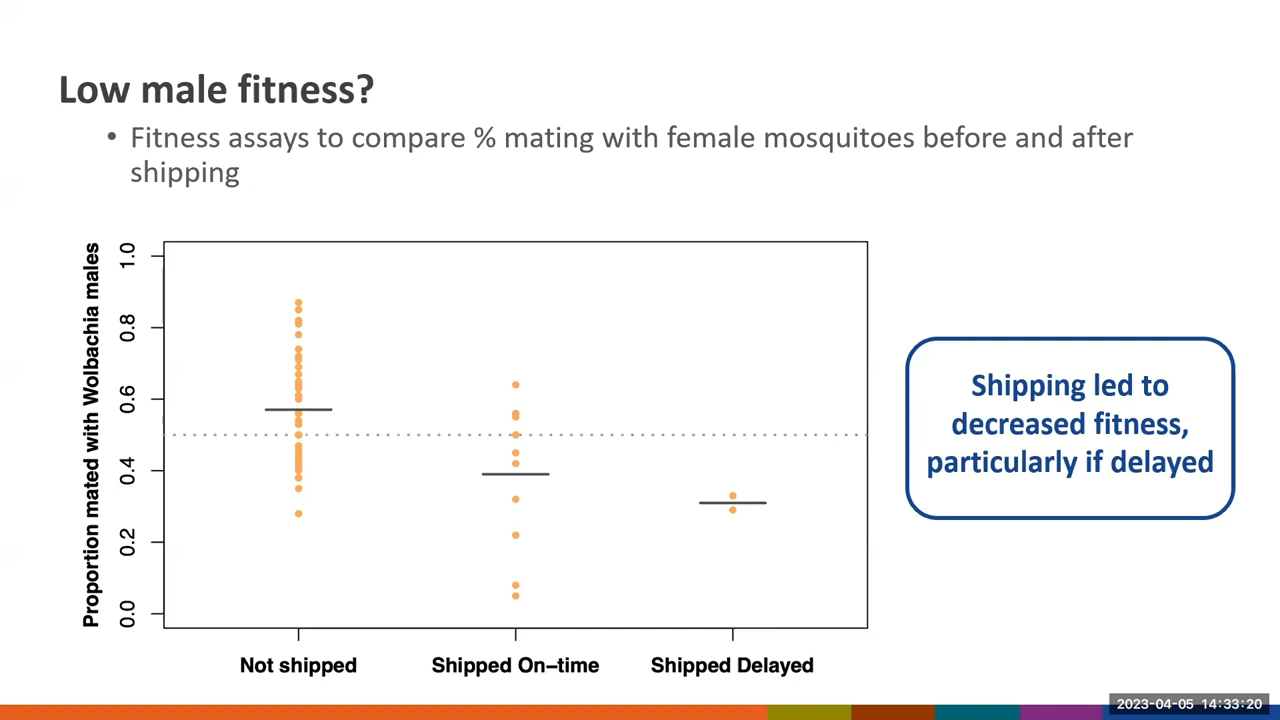 Low male fitness?
• Fitness assays to compare % mating with female mosquitoes before and after
shipping
Proportion mated with Wolbachia males
1.0
0.8
0.6
0.4
0.2
0.0
Not shipped
Shipped On–time
Shipped Delayed
Shipping led to
decreased fitness,
particularly if delayed
2023-04-05 14:33:20